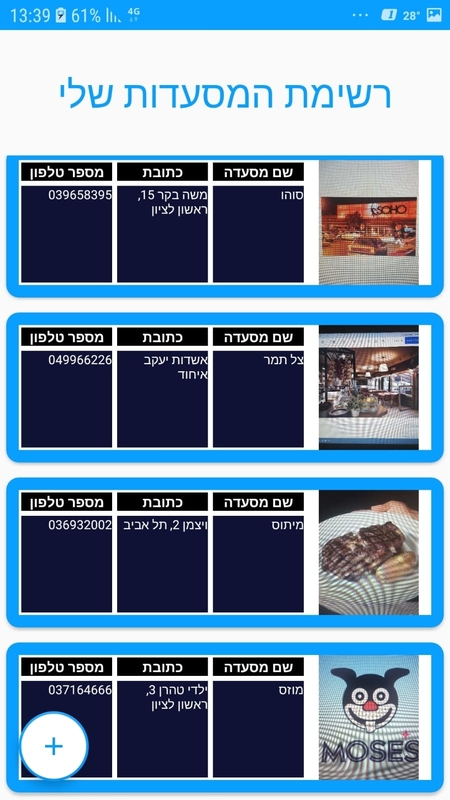 13:39 61% 4G 1 28°
רשימת המסעדות שלי
שם מסעדה כתובת מספר טלפון
סוהו משה בקר 15, 039658395
ראשון לציון
SOHO
שם מסעדה כתובת מספר טלפון
צל תמר אשדות יעקב 049966226
איחוד
שם מסעדה כתובת מספר טלפון
מיתוס ויצמן 2, תל אביב 036932002
שם מסעדה כתובת מספר טלפון
מוזס ילדי טהרן 3, 037164666
ראשון לציון
MOSES
+